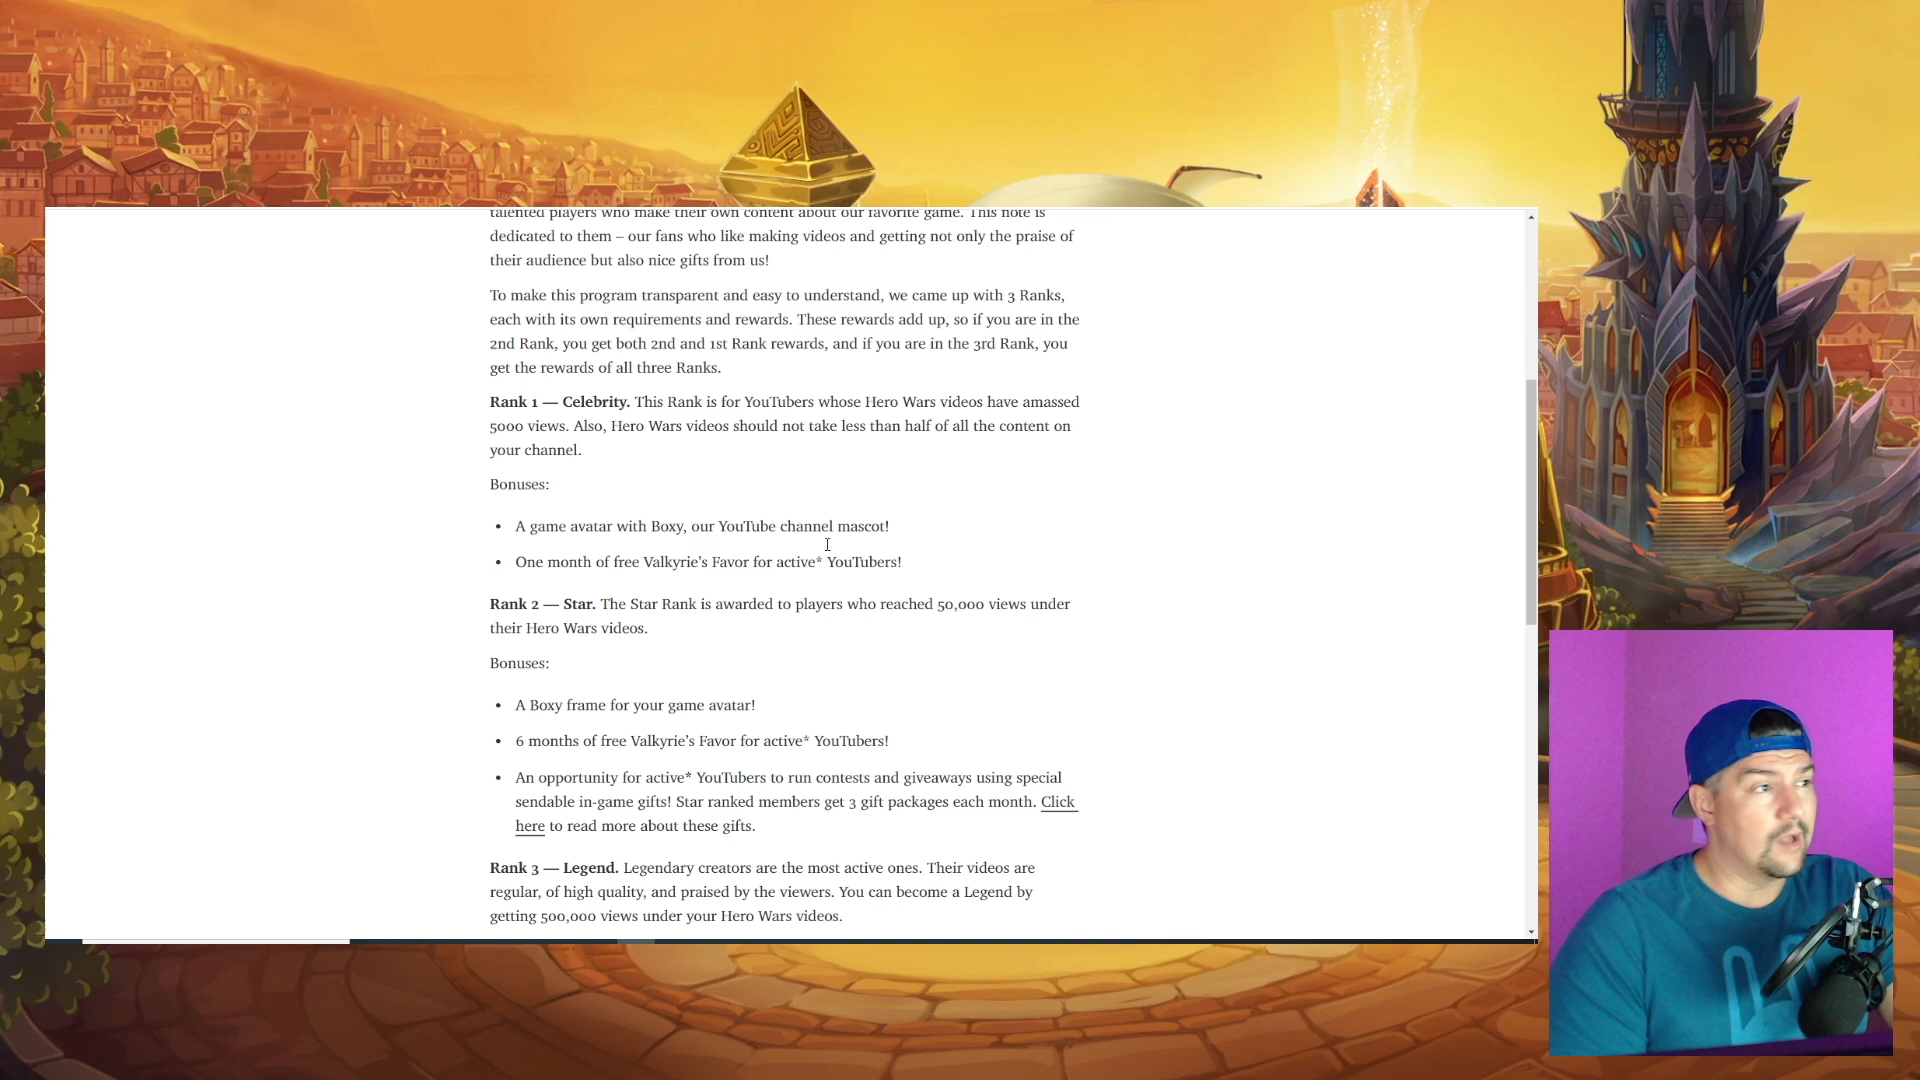 talented players who make their own content about our favorite game. This note is
dedicated to them – our fans who like making videos and getting not only the praise of
their audience but also nice gifts from us!
To make this program transparent and easy to understand, we came up with 3 Ranks,
each with its own requirements and rewards. These rewards add up, so if you are in the
2nd Rank, you get both 2nd and 1st Rank rewards, and if you are in the 3rd Rank, you
get the rewards of all three Ranks.
Rank 1 — Celebrity. This Rank is for YouTubers whose Hero Wars videos have amassed
5000 views. Also, Hero Wars videos should not take less than half of all the content on
your channel.
Bonuses:
• A game avatar with Boxy, our YouTube channel mascot!
• One month of free Valkyrie's Favor for active* YouTubers!
Rank 2 — Star. The Star Rank is awarded to players who reached 50,000 views under
their Hero Wars videos.
Bonuses:
• A Boxy frame for your game avatar!
• 6 months of free Valkyrie's Favor for active* YouTubers!
• An opportunity for active* YouTubers to run contests and giveaways using special
sendable in-game gifts! Star ranked members get 3 gift packages each month. Click
here to read more about these gifts.
Rank 3 — Legend. Legendary creators are the most active ones. Their videos are
regular, of high quality, and praised by the viewers. You can become a Legend by
getting 500,000 views under your Hero Wars videos.